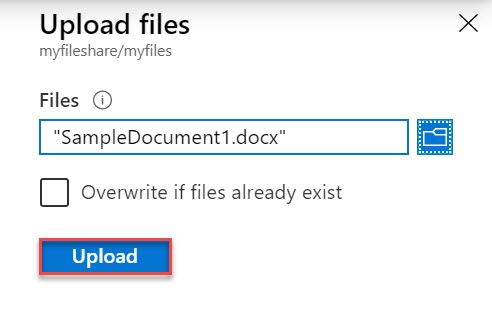 Upload files
myfileshare/myfiles
Files
"SampleDocument1.docx"
Overwrite if files already exist
Upload